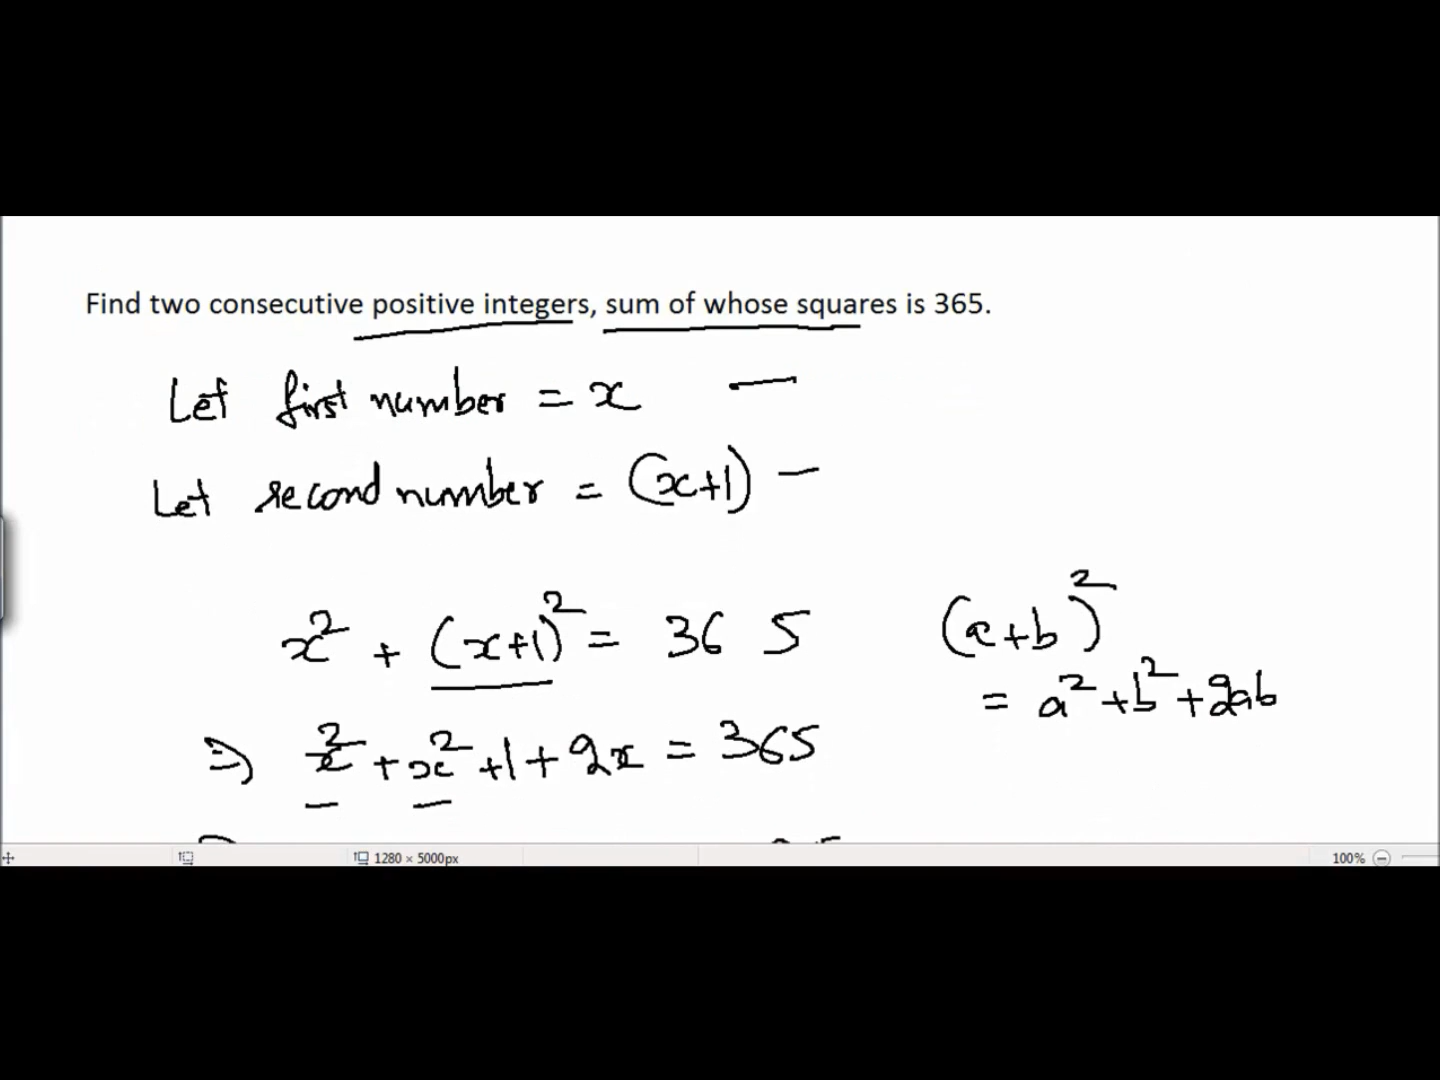 Find two consecutive positive integers, sum of whose squares is 365.
Let first number = x —
Let second number = (x+1) —
x² + (x+1)² = 365
(a+b)²
= a²+b²+2ab
⇒ x² + x² + 1 + 2x = 365
1280 × 5000px
100%